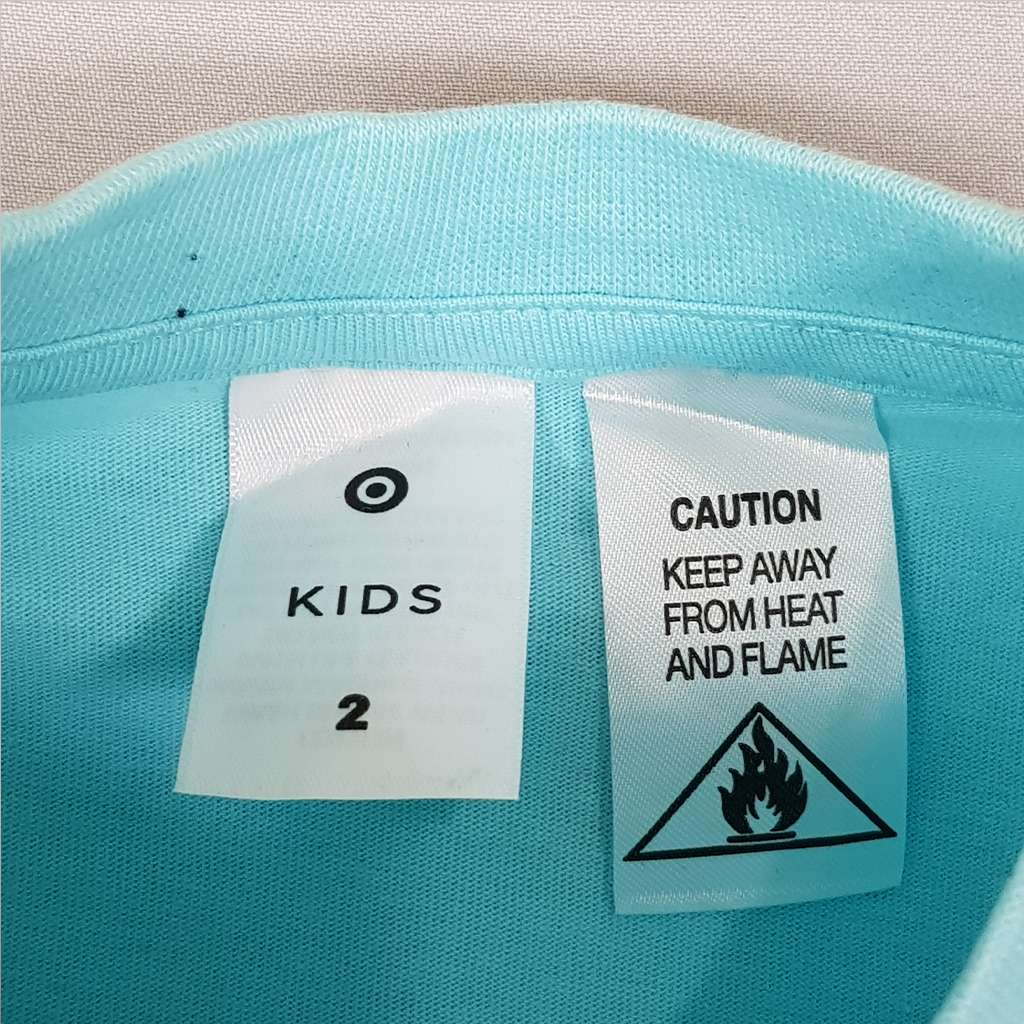 KIDS
2
CAUTION
KEEP AWAY
FROM HEAT
AND FLAME